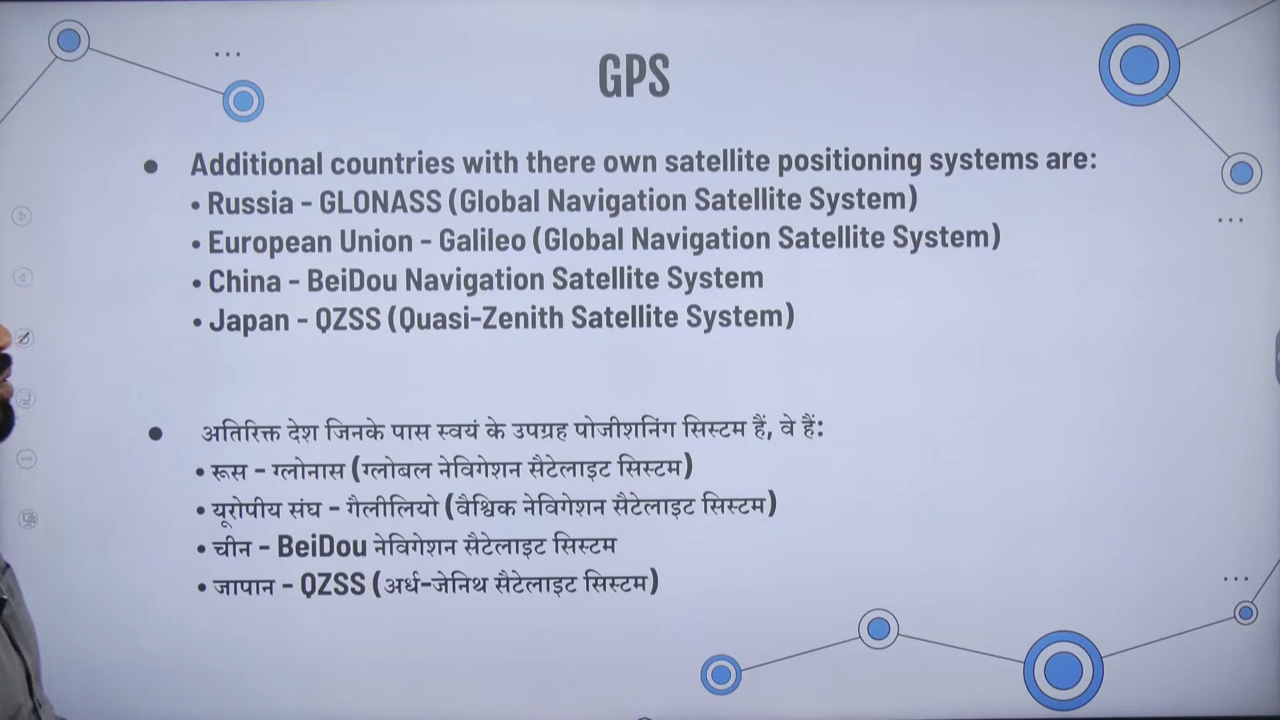 GPS
● Additional countries with there own satellite positioning systems are:
• Russia - GLONASS (Global Navigation Satellite System)
• European Union - Galileo (Global Navigation Satellite System)
• China - BeiDou Navigation Satellite System
• Japan - QZSS (Quasi-Zenith Satellite System)
● अतिरिक्त देश जिनके पास स्वयं के उपग्रह पोजीशनिंग सिस्टम हैं, वे हैं:
• रूस - ग्लोनास (ग्लोबल नेविगेशन सैटेलाइट सिस्टम)
• यूरोपीय संघ - गैलीलियो (वैश्विक नेविगेशन सैटेलाइट सिस्टम)
• चीन - BeiDou नेविगेशन सैटेलाइट सिस्टम
• जापान - QZSS (अर्ध-जेनिथ सैटेलाइट सिस्टम)